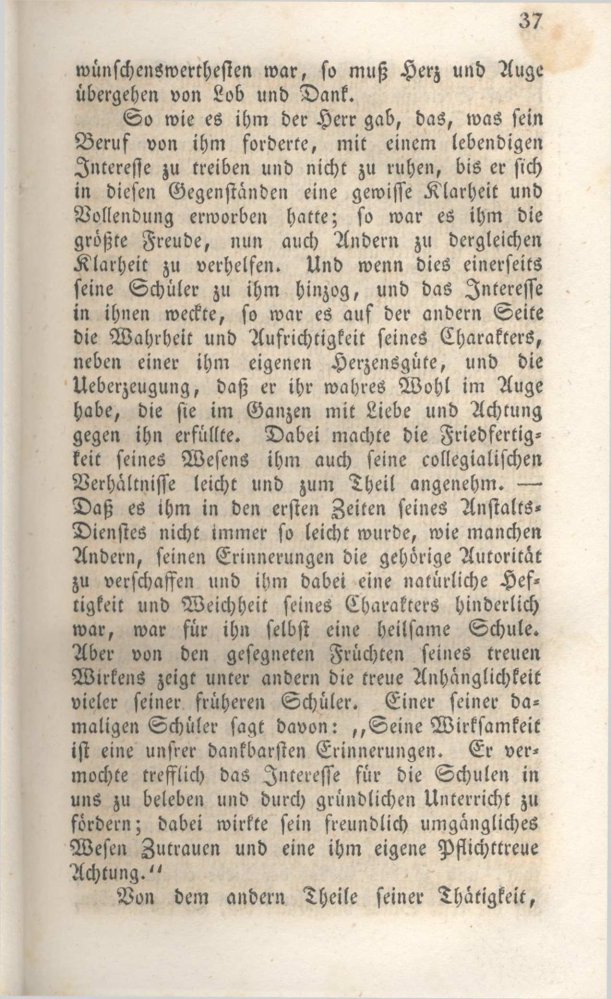 37
wünschenswerthesten war, so muß Herz und Auge
übergehen von Lob und Dank.
So wie es ihm der Herr gab, das, was sein
Beruf von ihm forderte, mit einem lebendigen
Interesse zu treiben und nicht zu ruhen, bis er sich
in diesen Gegenständen eine gewisse Klarheit und
Vollendung erworben hatte; so war es ihm die
größte Freude, nun auch Andern zu dergleichen
Klarheit zu verhelfen. Und wenn dies einerseits
seine Schüler zu ihm hinzog, und das Interesse
in ihnen weckte, so war es auf der andern Seite
die Wahrheit und Aufrichtigkeit seines Charakters,
neben einer ihm eigenen Herzensgüte, und die
Ueberzeugung, daß er ihr wahres Wohl im Auge
habe, die sie im Ganzen mit Liebe und Achtung
gegen ihn erfüllte. Dabei machte die Friedfertig-
keit seines Wesens ihm auch seine collegialischen
Verhältnisse leicht und zum Theil angenehm. —
Daß es ihm in den ersten Zeiten seines Anstalts-
Dienstes nicht immer so leicht wurde, wie manchen
Andern, seinen Erinnerungen die gehörige Autorität
zu verschaffen und ihm dabei eine natürliche Hef-
tigkeit und Weichheit seines Charakters hinderlich
war, war für ihn selbst eine heilsame Schule.
Aber von den gesegneten Früchten seines treuen
Wirkens zeigt unter andern die treue Anhänglichkeit
vieler seiner früheren Schüler. Einer seiner da-
maligen Schüler sagt davon: ,,Seine Wirksamkeit
ist eine unsrer dankbarsten Erinnerungen. Er ver-
mochte trefflich das Interesse für die Schulen in
uns zu beleben und durch gründlichen Unterricht zu
fördern; dabei wirkte sein freundlich umgängliches
Wesen Zutrauen und eine ihm eigene Pflichttreue
Achtung.''
Von dem andern Theile seiner Thätigkeit,